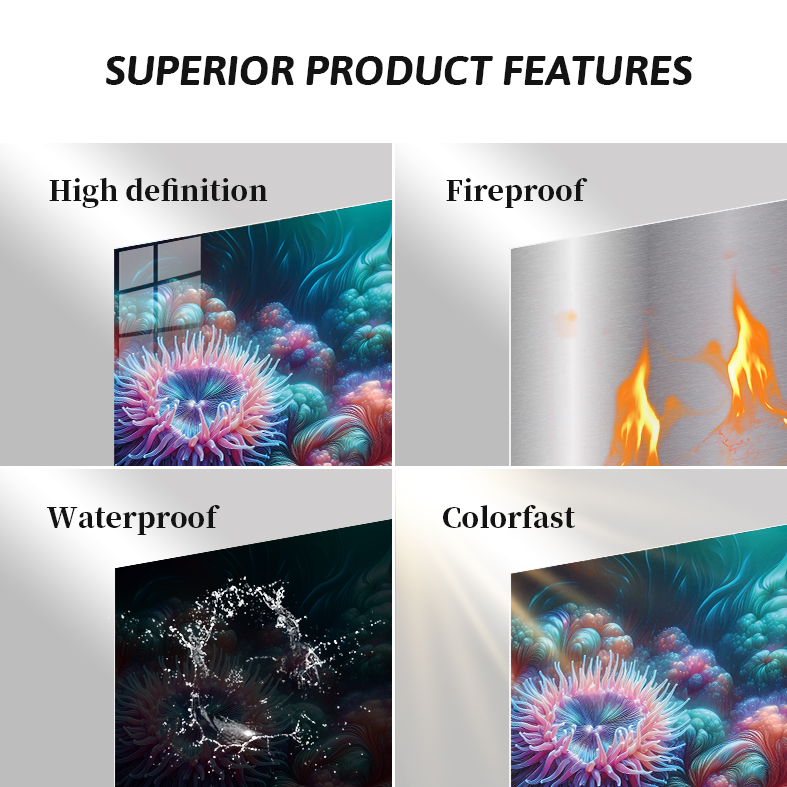 SUPERIOR PRODUCT FEATURES
High definition
Fireproof
Waterproof
Colorfast